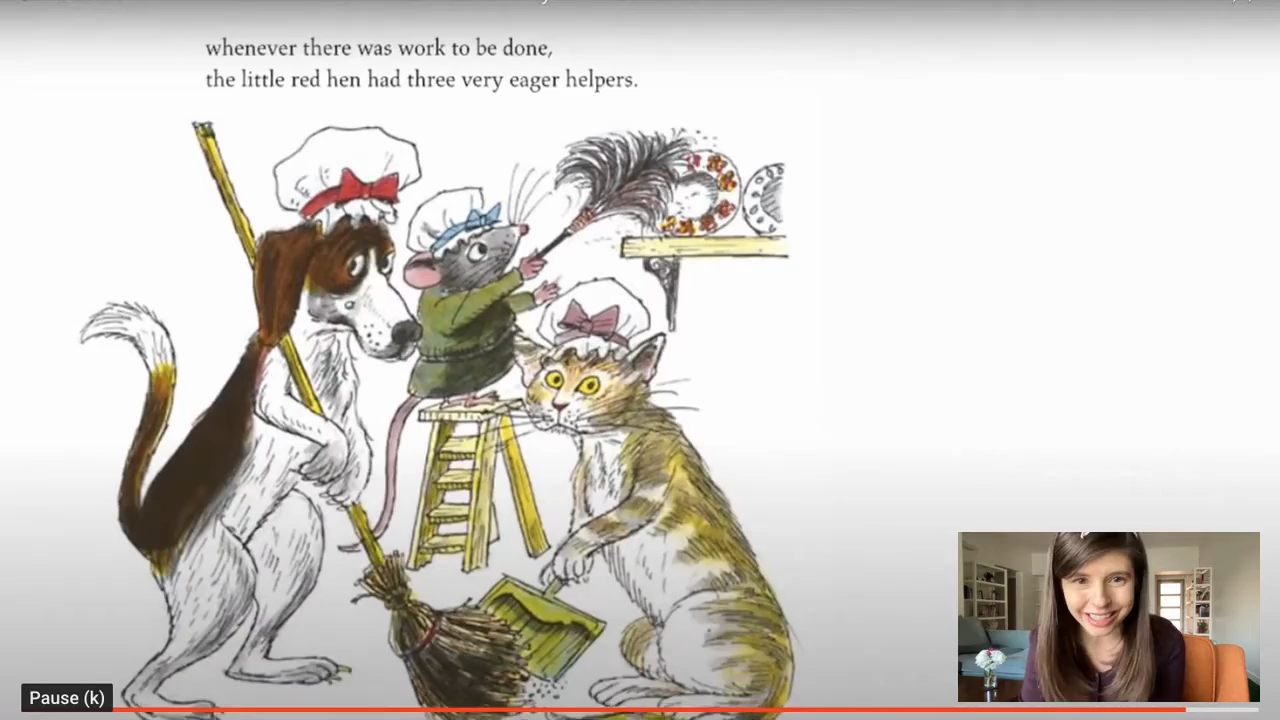 whenever there was work to be done,
the little red hen had three very eager helpers.
Pause (k)